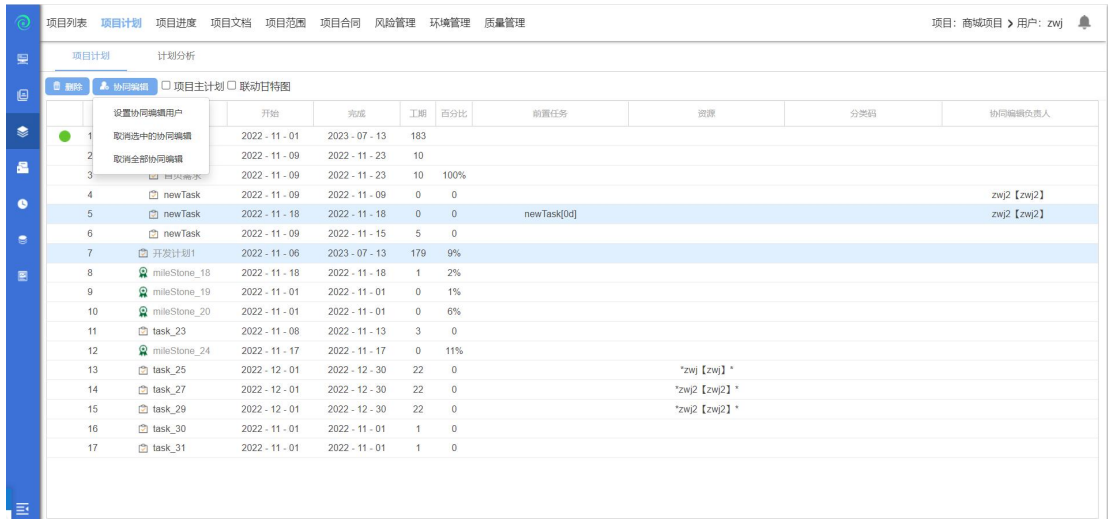 项目列表 项目计划 项目进度 项目文档 项目范围 项目合同 风险管理 环境管理 质量管理 项目：商城项目 > 用户：zwj
项目计划 计划分析
删除 协同编辑 项目主计划 联动甘特图
设置协同编辑用户
取消选中的协同编辑
取消全部协同编辑
开始 完成 工期 百分比 前置任务 资源 分类码 协同编辑负责人
1 2022 - 11 - 01 2023 - 07 - 13 183
2 2022 - 11 - 09 2022 - 11 - 23 10
3 2022 - 11 - 09 2022 - 11 - 23 10 100%
4 newTask 2022 - 11 - 09 2022 - 11 - 09 0 0 zwj2【zwj2】
5 newTask 2022 - 11 - 18 2022 - 11 - 18 0 0 newTask[0d] zwj2【zwj2】
6 newTask 2022 - 11 - 09 2022 - 11 - 15 5 0
7 开发计划1 2022 - 11 - 06 2023 - 07 - 13 179 9%
8 mileStone_18 2022 - 11 - 18 2022 - 11 - 18 1 2%
9 mileStone_19 2022 - 11 - 01 2022 - 11 - 01 0 1%
10 mileStone_20 2022 - 11 - 01 2022 - 11 - 01 0 6%
11 task_23 2022 - 11 - 08 2022 - 11 - 13 3 0
12 mileStone_24 2022 - 11 - 17 2022 - 11 - 17 0 11%
13 task_25 2022 - 12 - 01 2022 - 12 - 30 22 0 *zwj【zwj】*
14 task_27 2022 - 12 - 01 2022 - 12 - 30 22 0 *zwj2【zwj2】*
15 task_29 2022 - 12 - 01 2022 - 12 - 30 22 0 *zwj2【zwj2】*
16 task_30 2022 - 11 - 01 2022 - 11 - 01 1 0
17 task_31 2022 - 11 - 01 2022 - 11 - 01 1 0